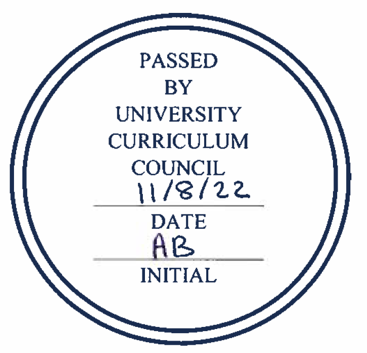 PASSED
BY
UNIVERSITY
CURRICULUM
COUNCIL
11/8/22
DATE
AB
INITIAL